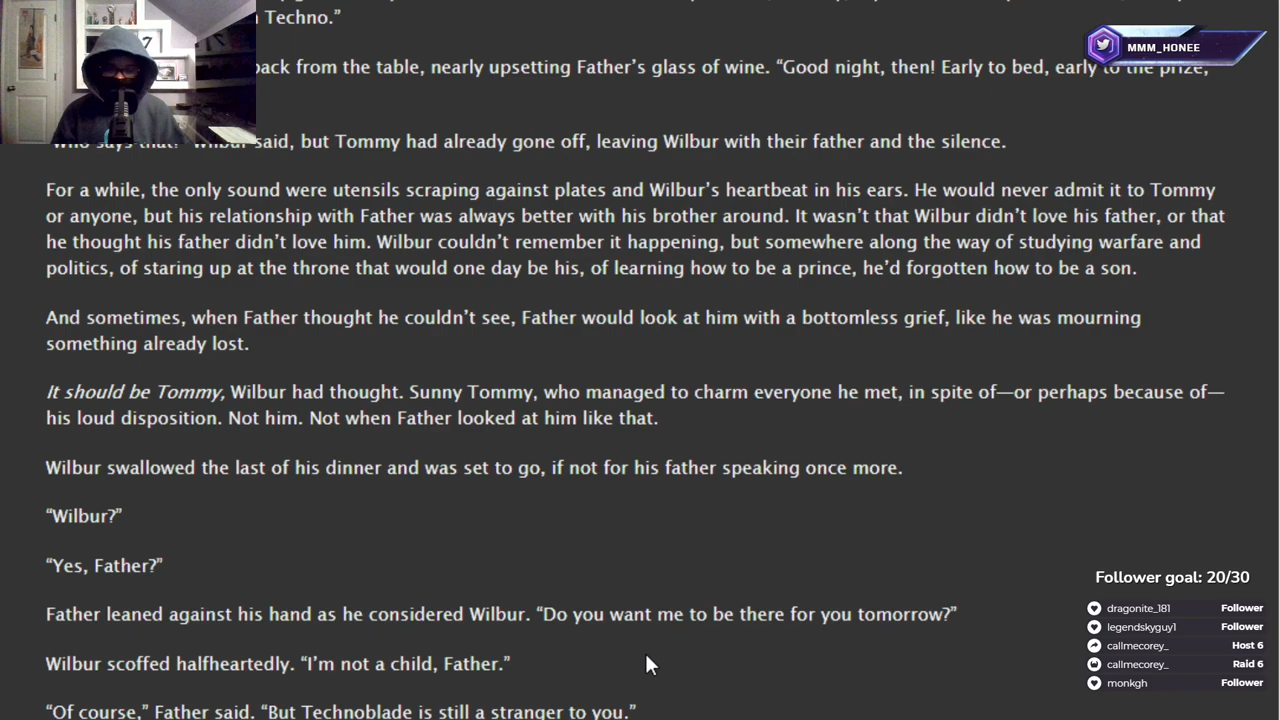 n Techno.”
MMM_HONEE
back from the table, nearly upsetting Father’s glass of wine. “Good night, then! Early to bed, early to the prize,
“Who says that?” Wilbur said, but Tommy had already gone off, leaving Wilbur with their father and the silence.
For a while, the only sound were utensils scraping against plates and Wilbur’s heartbeat in his ears. He would never admit it to Tommy
or anyone, but his relationship with Father was always better with his brother around. It wasn’t that Wilbur didn’t love his father, or that
he thought his father didn’t love him. Wilbur couldn’t remember it happening, but somewhere along the way of studying warfare and
politics, of staring up at the throne that would one day be his, of learning how to be a prince, he’d forgotten how to be a son.
And sometimes, when Father thought he couldn’t see, Father would look at him with a bottomless grief, like he was mourning
something already lost.
It should be Tommy, Wilbur had thought. Sunny Tommy, who managed to charm everyone he met, in spite of—or perhaps because of—
his loud disposition. Not him. Not when Father looked at him like that.
Wilbur swallowed the last of his dinner and was set to go, if not for his father speaking once more.
“Wilbur?”
“Yes, Father?”
Father leaned against his hand as he considered Wilbur. “Do you want me to be there for you tomorrow?”
Wilbur scoffed halfheartedly. “I’m not a child, Father.”
“Of course,” Father said. “But Technoblade is still a stranger to you.”
Follower goal: 20/30
dragonite_181 Follower
legendskyguy1 Follower
callmecorey_ Host 6
callmecorey_ Raid 6
monkgh Follower